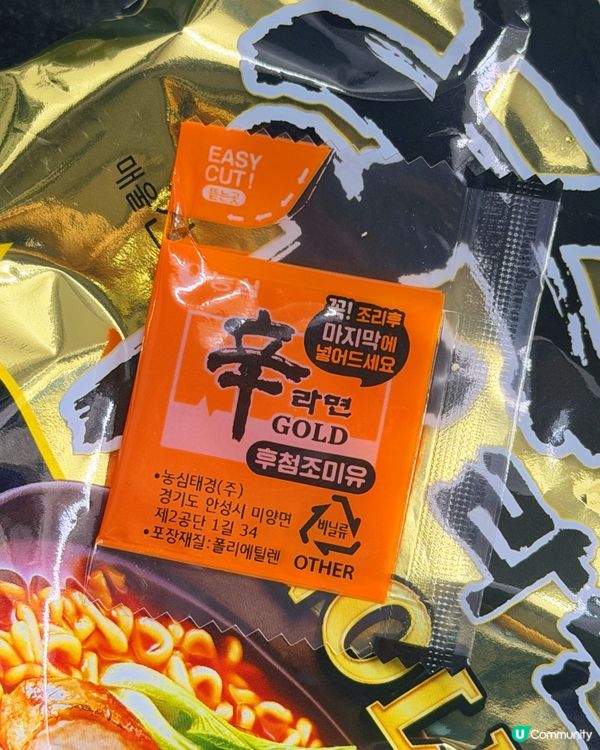 EASY
CUT!
뜯는곳
농심
꼭! 조리후
마지막에
넣어드세요
辛
라면
GOLD
후첨조미유
•농심태경(주)
경기도 안성시 미양면
제2공단 1길 34
•포장재질:폴리에틸렌
비닐류
OTHER
U Community